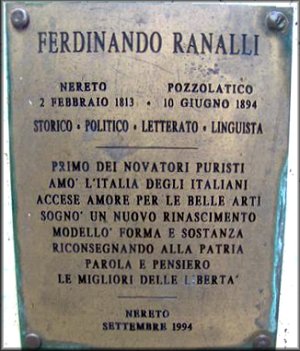 FERDINANDO RANALLI
NERETO POZZOLATICO
2 FEBBRAIO 1813 • 10 GIUGNO 1894
STORICO • POLITICO • LETTERATO • LINGUISTA
PRIMO DEI NOVATORI PURISTI
AMO' L'ITALIA DEGLI ITALIANI
ACCESE AMORE PER LE BELLE ARTI
SOGNO' UN NUOVO RINASCIMENTO
MODELLO' FORMA E SOSTANZA
RICONSEGNANDO ALLA PATRIA
PAROLA E PENSIERO
LE MIGLIORI DELLE LIBERTA'
NERETO
SETTEMBRE 1994